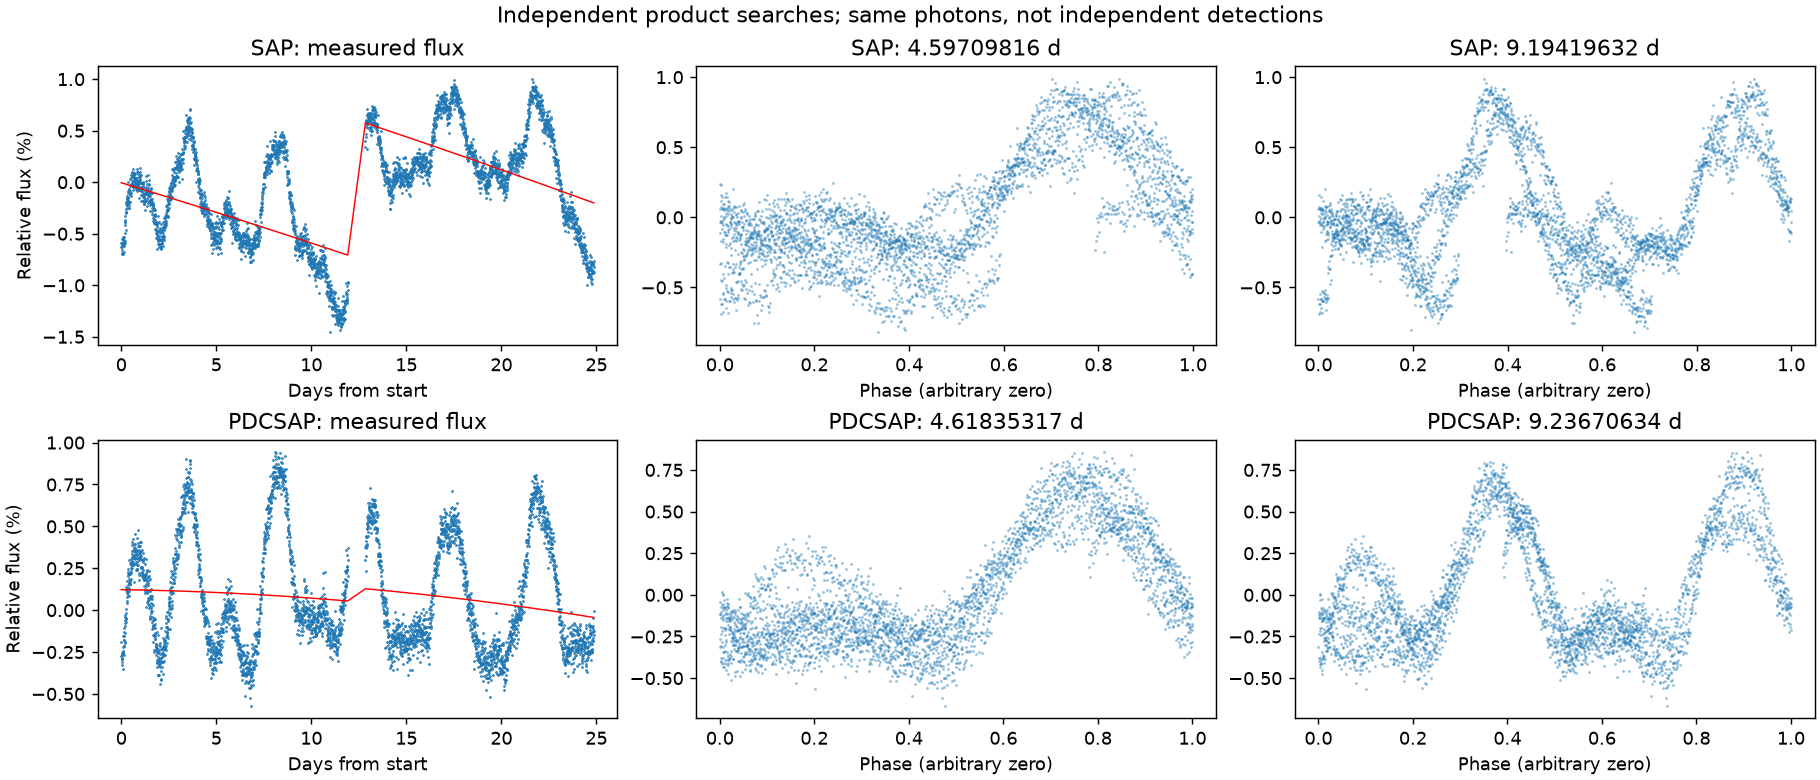 Independent product searches; same photons, not independent detections
SAP: measured flux
SAP: 4.59709816 d
SAP: 9.19419632 d
Relative flux (%)
1.0
0.5
0.0
−0.5
−1.0
−1.5
0 5 10 15 20 25
Days from start
1.0
0.5
0.0
−0.5
0.0 0.2 0.4 0.6 0.8 1.0
Phase (arbitrary zero)
1.0
0.5
0.0
−0.5
0.0 0.2 0.4 0.6 0.8 1.0
Phase (arbitrary zero)
PDCSAP: measured flux
PDCSAP: 4.61835317 d
PDCSAP: 9.23670634 d
Relative flux (%)
1.00
0.75
0.50
0.25
0.00
−0.25
−0.50
0 5 10 15 20 25
Days from start
0.75
0.50
0.25
0.00
−0.25
−0.50
0.0 0.2 0.4 0.6 0.8 1.0
Phase (arbitrary zero)
0.75
0.50
0.25
0.00
−0.25
−0.50
0.0 0.2 0.4 0.6 0.8 1.0
Phase (arbitrary zero)